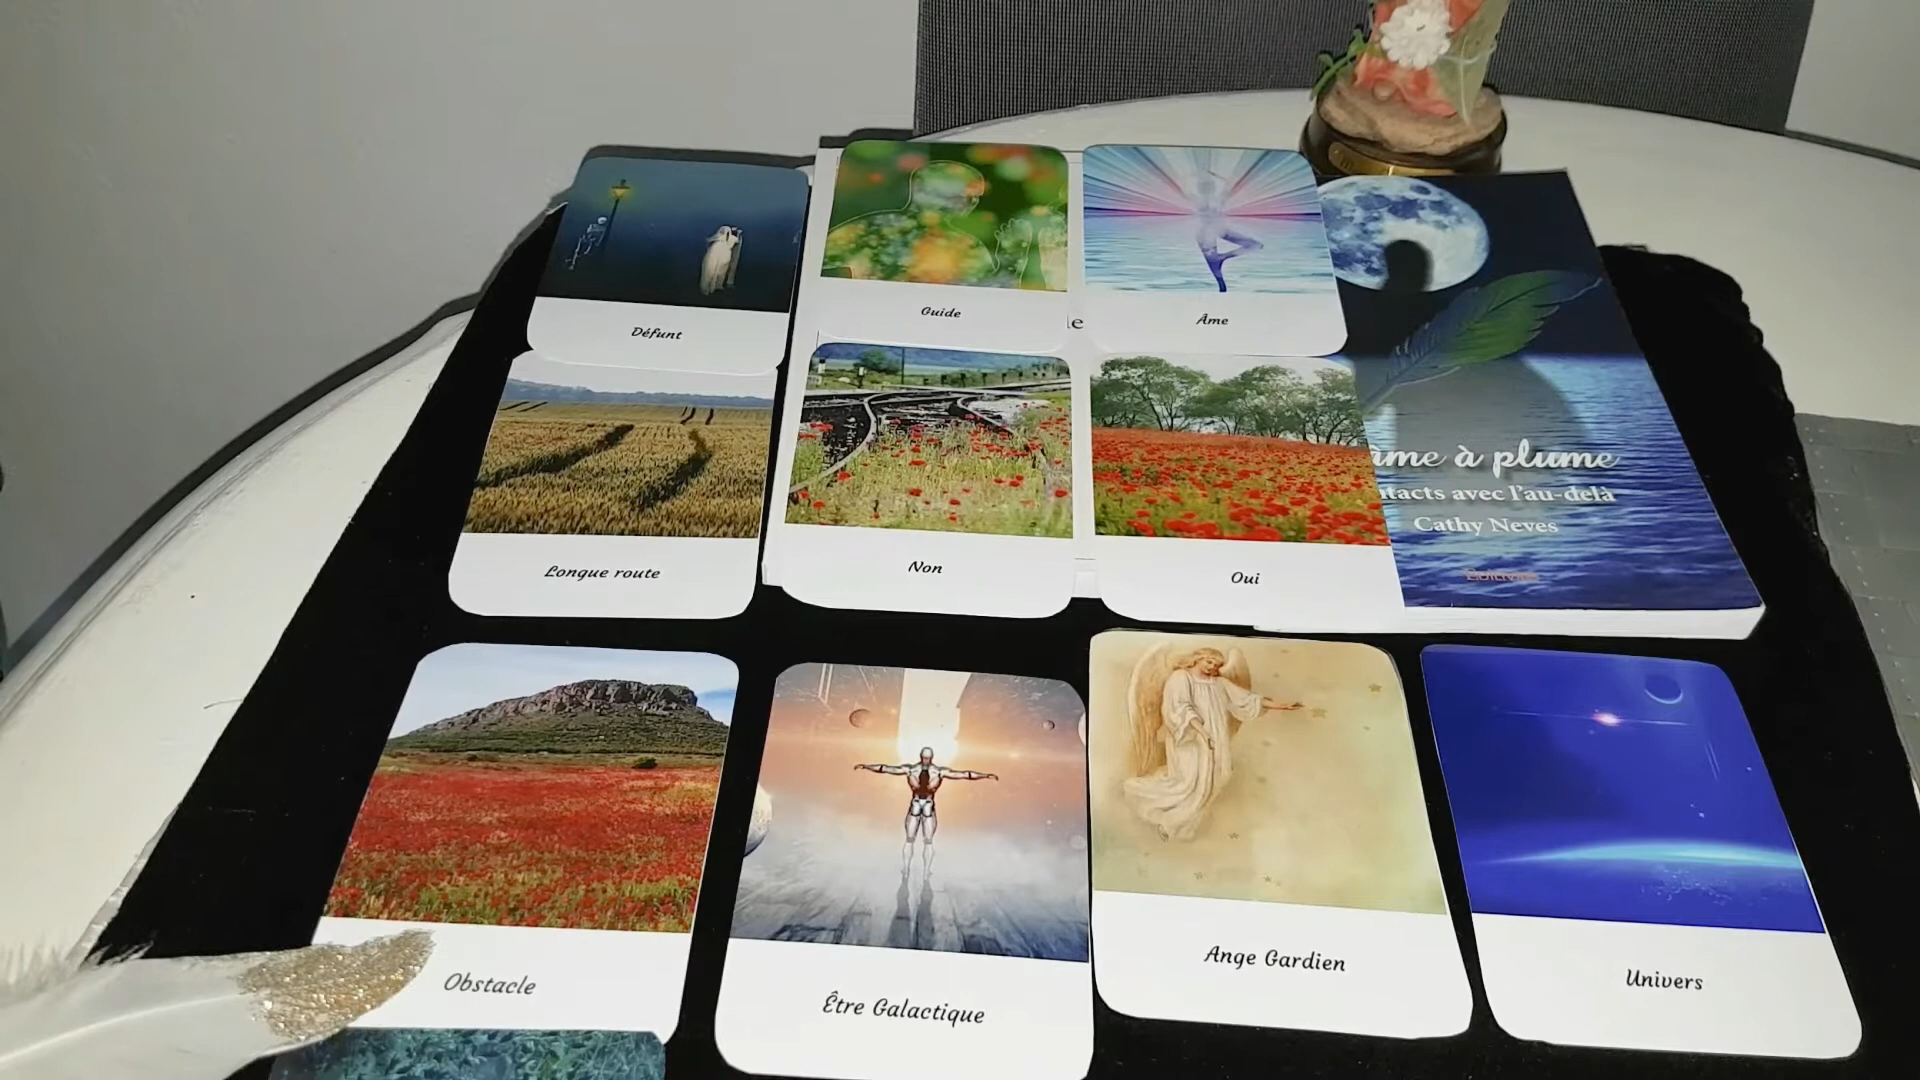 Défunt
Guide
Âme
Longue route
Non
Oui
âme à plume
ntacts avec l'au-delà
Cathy Neves
Obstacle
Être Galactique
Ange Gardien
Univers